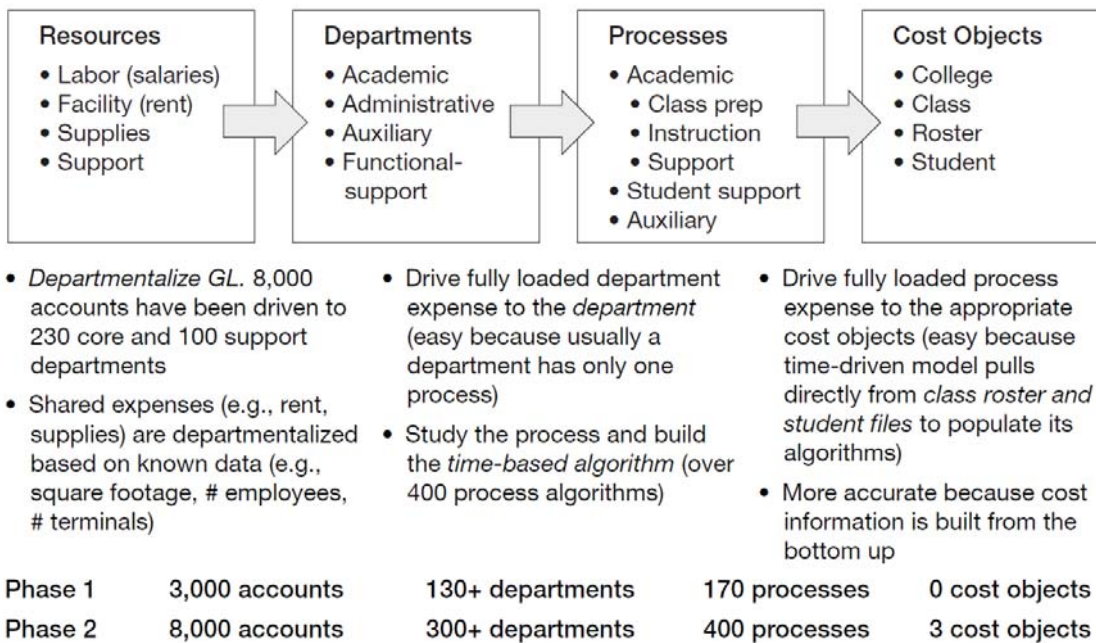 Resources
• Labor (salaries)
• Facility (rent)
• Supplies
• Support
Departments
• Academic
• Administrative
• Auxiliary
• Functional-
support
Processes
• Academic
• Class prep
• Instruction
• Support
• Student support
• Auxiliary
Cost Objects
• College
• Class
• Roster
• Student
• Departmentalize GL. 8,000
accounts have been driven to
230 core and 100 support
departments
• Shared expenses (e.g., rent,
supplies) are departmentalized
based on known data (e.g.,
square footage, # employees,
# terminals)
• Drive fully loaded department
expense to the department
(easy because usually a
department has only one
process)
• Study the process and build
the time-based algorithm (over
400 process algorithms)
• Drive fully loaded process
expense to the appropriate
cost objects (easy because
time-driven model pulls
directly from class roster and
student files to populate its
algorithms)
• More accurate because cost
information is built from the
bottom up
Phase 1 3,000 accounts 130+ departments 170 processes 0 cost objects
Phase 2 8,000 accounts 300+ departments 400 processes 3 cost objects